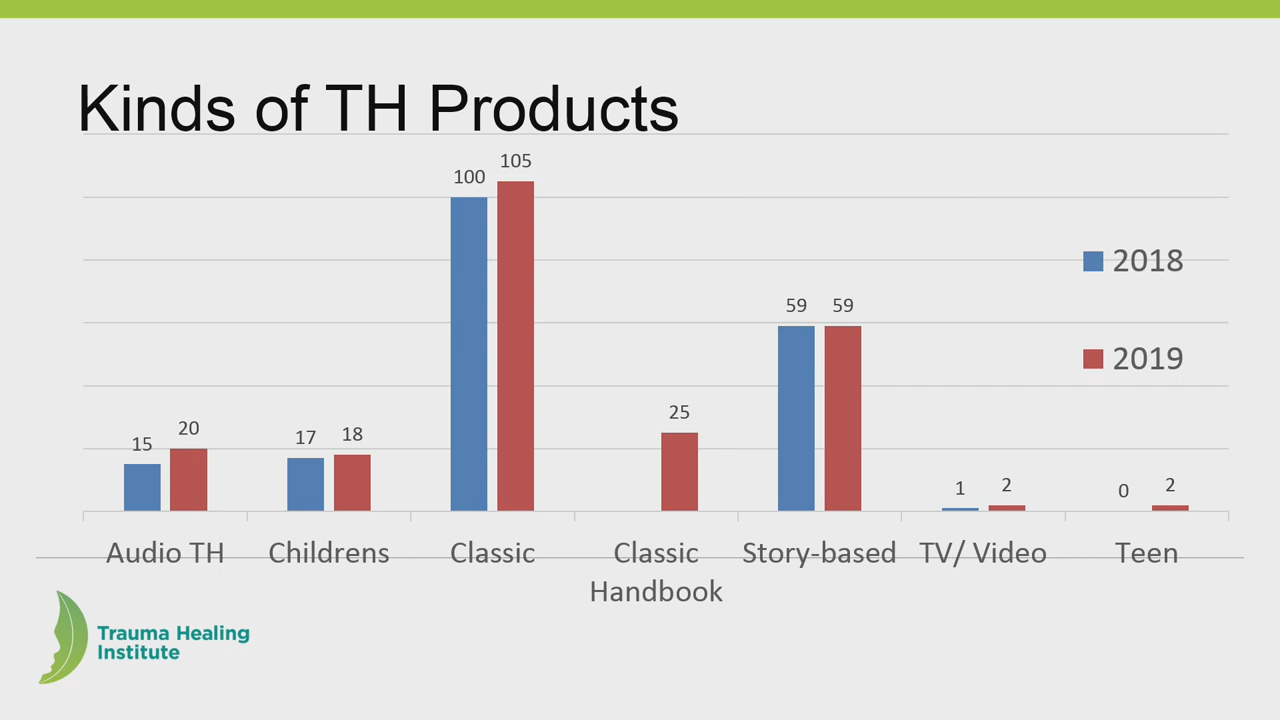 Kinds of TH Products
100
105
2018
59
59
2019
25
15
20
17
18
1
2
0
2
Audio TH
Childrens
Classic
Classic
Handbook
Story-based
TV/ Video
Teen
Trauma Healing
Institute